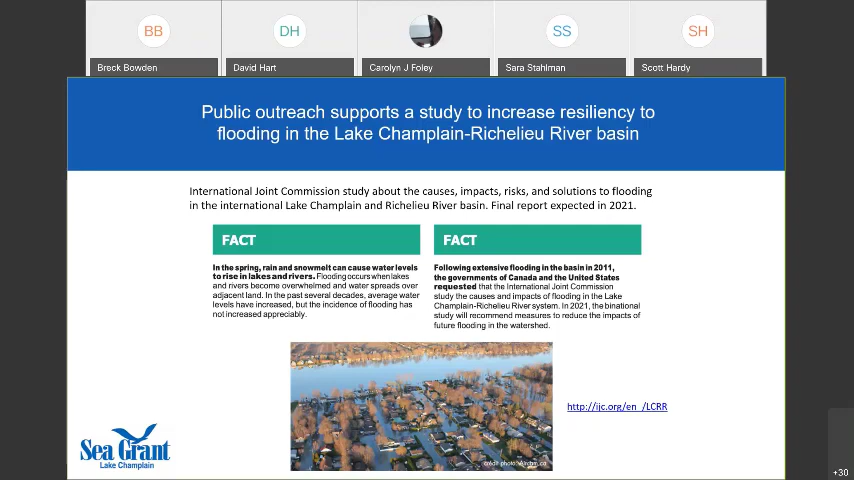 BB
DH
SS
SH
Breck Bowden
David Hart
Carolyn J Foley
Sara Stahlman
Scott Hardy
Public outreach supports a study to increase resiliency to
flooding in the Lake Champlain-Richelieu River basin
International Joint Commission study about the causes, impacts, risks, and solutions to flooding
in the international Lake Champlain and Richelieu River basin. Final report expected in 2021.
FACT
In the spring, rain and snowmelt can cause water levels
to rise in lakes and rivers. Flooding occurs when lakes
and rivers become overwhelmed and water spreads over
adjacent land. In the past several decades, average water
levels have increased, but the incidence of flooding has
not increased appreciably.
FACT
Following extensive flooding in the basin in 2011,
the governments of Canada and the United States
requested that the International Joint Commission
study the causes and impacts of flooding in the Lake
Champlain-Richelieu River system. In 2021, the binational
study will recommend measures to reduce the impacts of
future flooding in the watershed.
http://ijc.org/en_/LCRR
Sea Grant
Lake Champlain
crédit photo:
+30